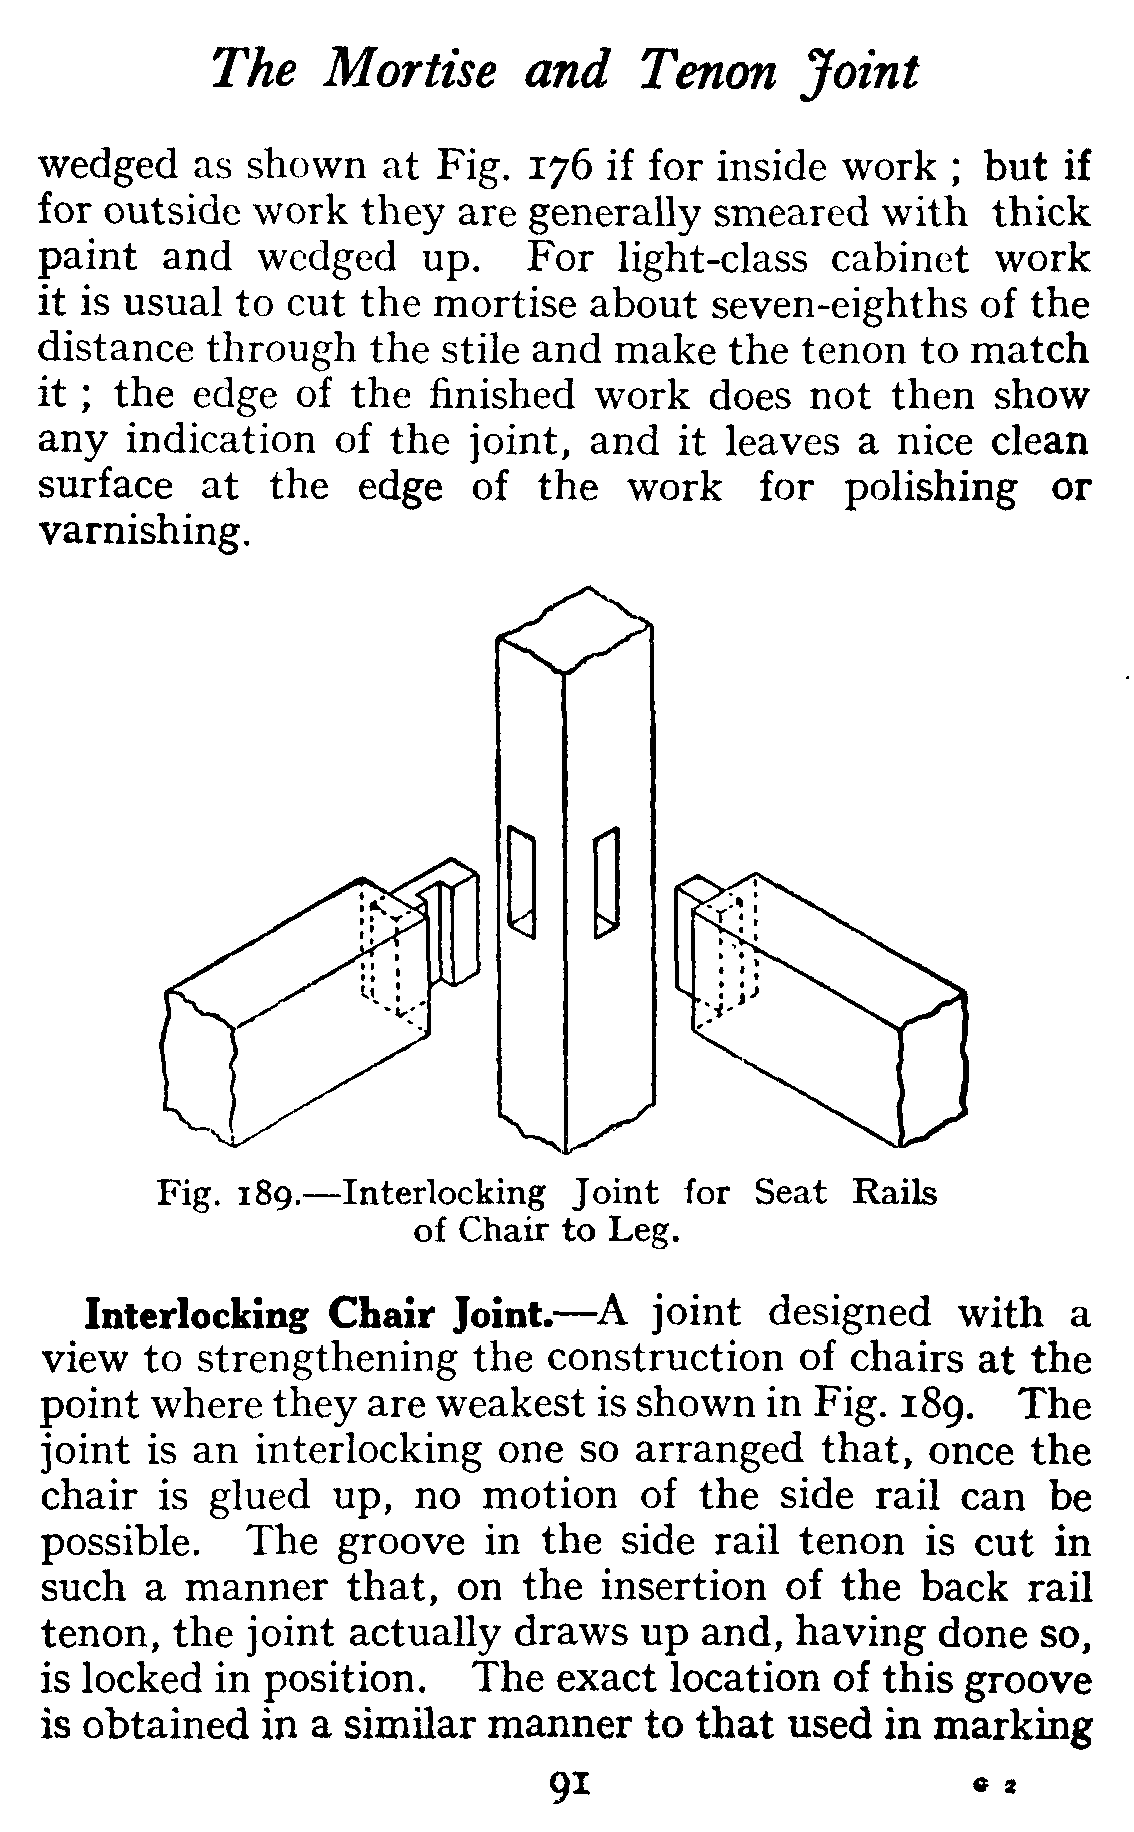 The Mortise and Tenon Joint
wedged as shown at Fig. 176 if for inside work ; but if
for outside work they are generally smeared with thick
paint and wedged up. For light-class cabinet work
it is usual to cut the mortise about seven-eighths of the
distance through the stile and make the tenon to match
it ; the edge of the finished work does not then show
any indication of the joint, and it leaves a nice clean
surface at the edge of the work for polishing or
varnishing.
Fig. 189.—Interlocking Joint for Seat Rails
of Chair to Leg.
Interlocking Chair Joint.—A joint designed with a
view to strengthening the construction of chairs at the
point where they are weakest is shown in Fig. 189. The
joint is an interlocking one so arranged that, once the
chair is glued up, no motion of the side rail can be
possible. The groove in the side rail tenon is cut in
such a manner that, on the insertion of the back rail
tenon, the joint actually draws up and, having done so,
is locked in position. The exact location of this groove
is obtained in a similar manner to that used in marking
91 G 2